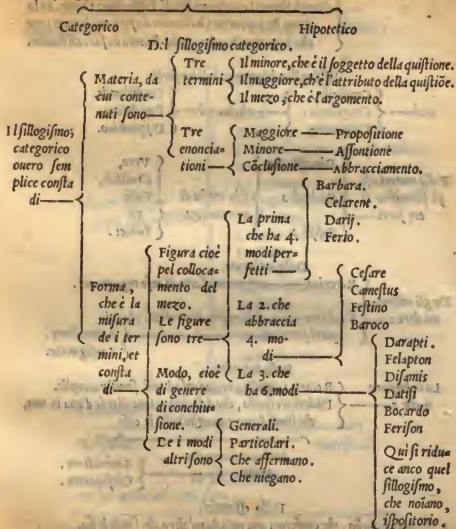 Categorico
Hipotetico
D.l sillogismo categorico.
Il sillogismo;
categorico
ouero sem
plice consta
di
Materia, da
cui conte-
nuti sono
Tre
termini
Il minore, che è il soggetto della quistione.
Il maggiore, ch'è l'attributo della quistiõe.
Il mezo, che è l'argomento.
Tre
enoncia-
tioni
Maggiore — Propositione
Minore — Assontione
Cõclusione — Abbracciamento.
Forma,
che è la
misura
de i ter
mini, et
consta
di
Figura cioè
pel colloca-
mento del
mezo.
Le figure
sono tre
La prima
che ha 4.
modi per-
fetti
Barbara.
Celarent.
Darij.
Ferio.
La 2. che
abbraccia
4. mo-
di
Cesare
Camestus
Festino
Baroco
La 3. che
ha 6. modi
Darapti.
Felapton
Disamis
Datisi
Bocardo
Ferison
Qui si ridu-
ce anco quel
sillogismo,
che noiano,
ispositorio.
Modo, cioè
di genere
di conchiu-
sione.
De i modi
altri sono
Generali.
Particolari.
Che affermano.
Che niegano.